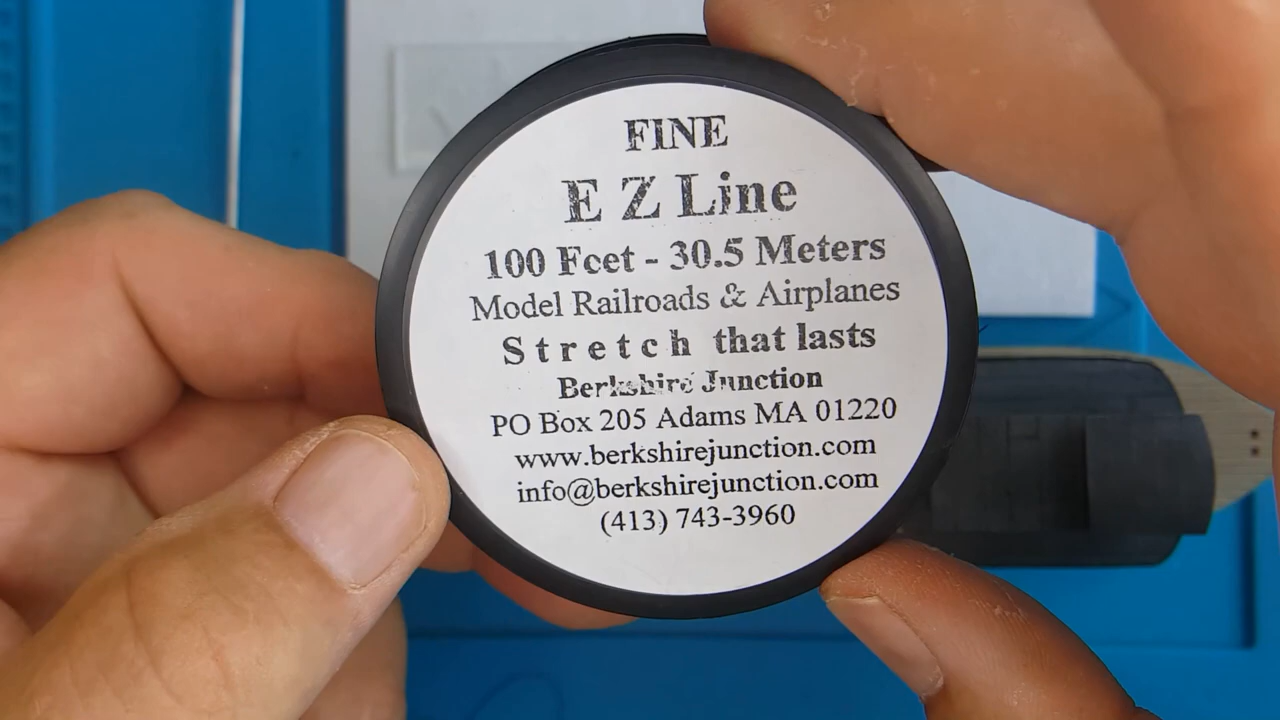 FINE
E Z Line
100 Feet - 30.5 Meters
Model Railroads & Airplanes
Stretch that lasts
Berkshire Junction
PO Box 205 Adams MA 01220
www.berkshirejunction.com
info@berkshirejunction.com
(413) 743-3960